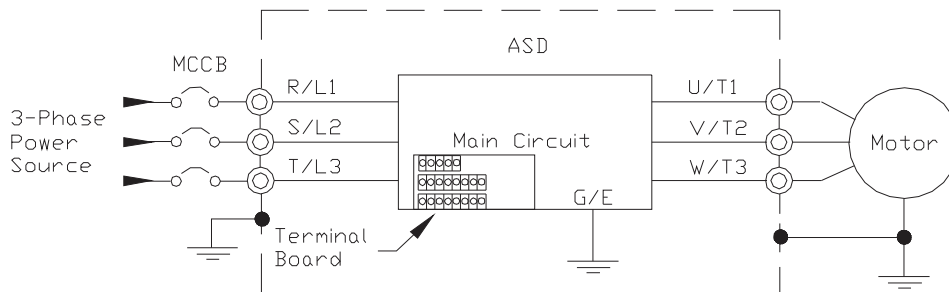 ASD
MCCB
R/L1
U/T1
3-Phase
Power
Source
S/L2
Main Circuit
V/T2
Motor
T/L3
W/T3
G/E
Terminal
Board